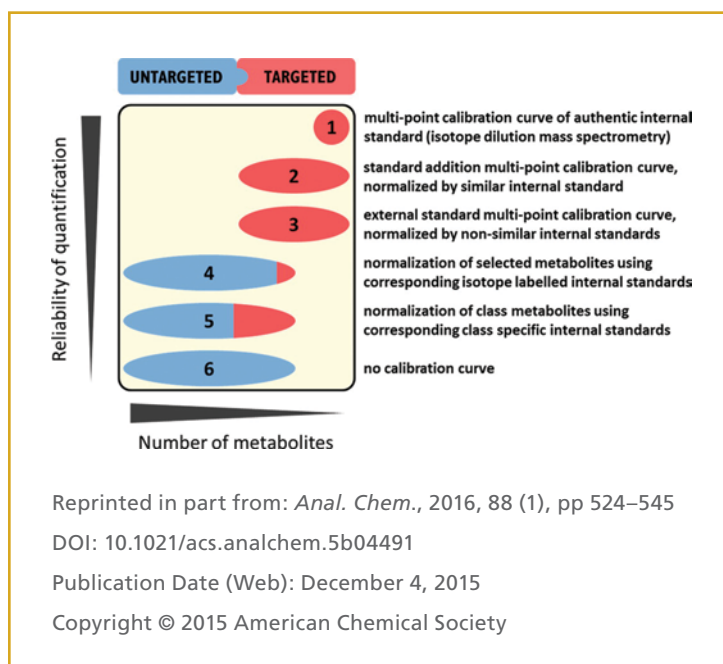 UNTARGETED TARGETED
1 multi-point calibration curve of authentic internal
standard (isotope dilution mass spectrometry)
2 standard addition multi-point calibration curve,
normalized by similar internal standard
3 external standard multi-point calibration curve,
normalized by non-similar internal standards
4 normalization of selected metabolites using
corresponding isotope labelled internal standards
5 normalization of class metabolites using
corresponding class specific internal standards
6 no calibration curve
Reliability of quantification
Number of metabolites
Reprinted in part from: Anal. Chem., 2016, 88 (1), pp 524–545
DOI: 10.1021/acs.analchem.5b04491
Publication Date (Web): December 4, 2015
Copyright © 2015 American Chemical Society